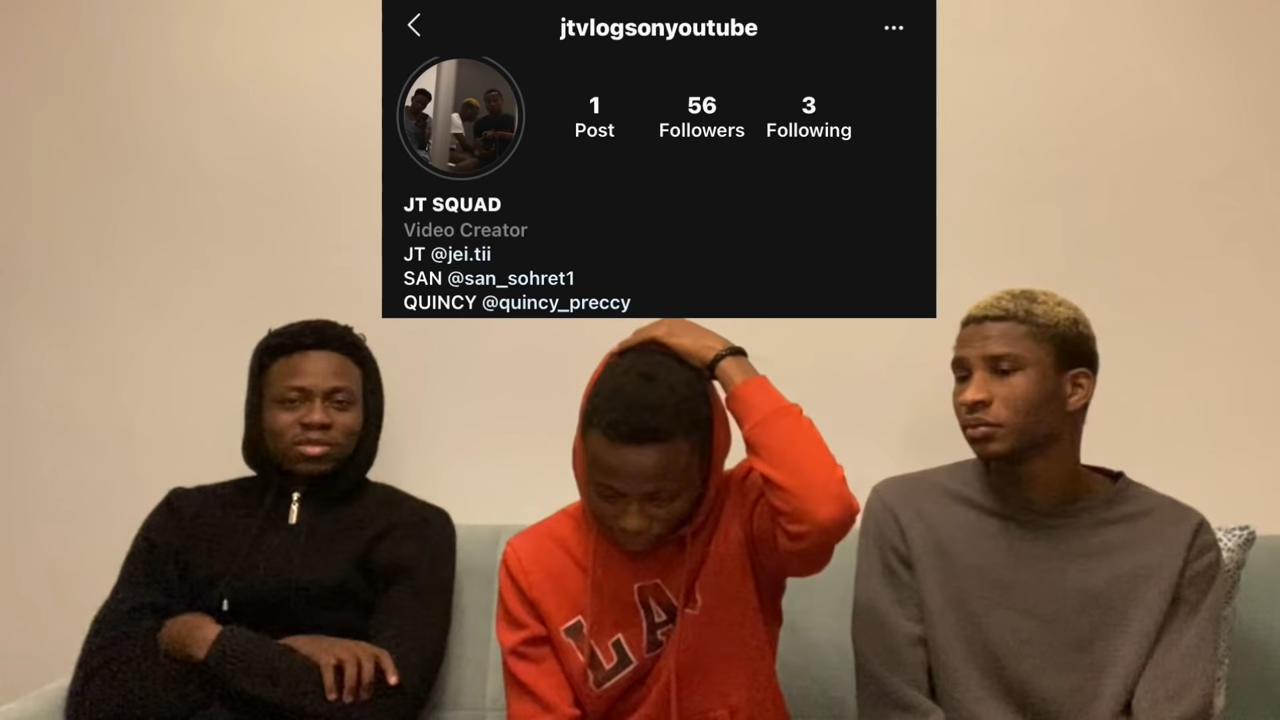 jtvlogsonyoutube
1
56
3
Post
Followers
Following
JT SQUAD
Video Creator
JT @jei.tii
SAN @san_sohret1
QUINCY @quincy_preccy
LA